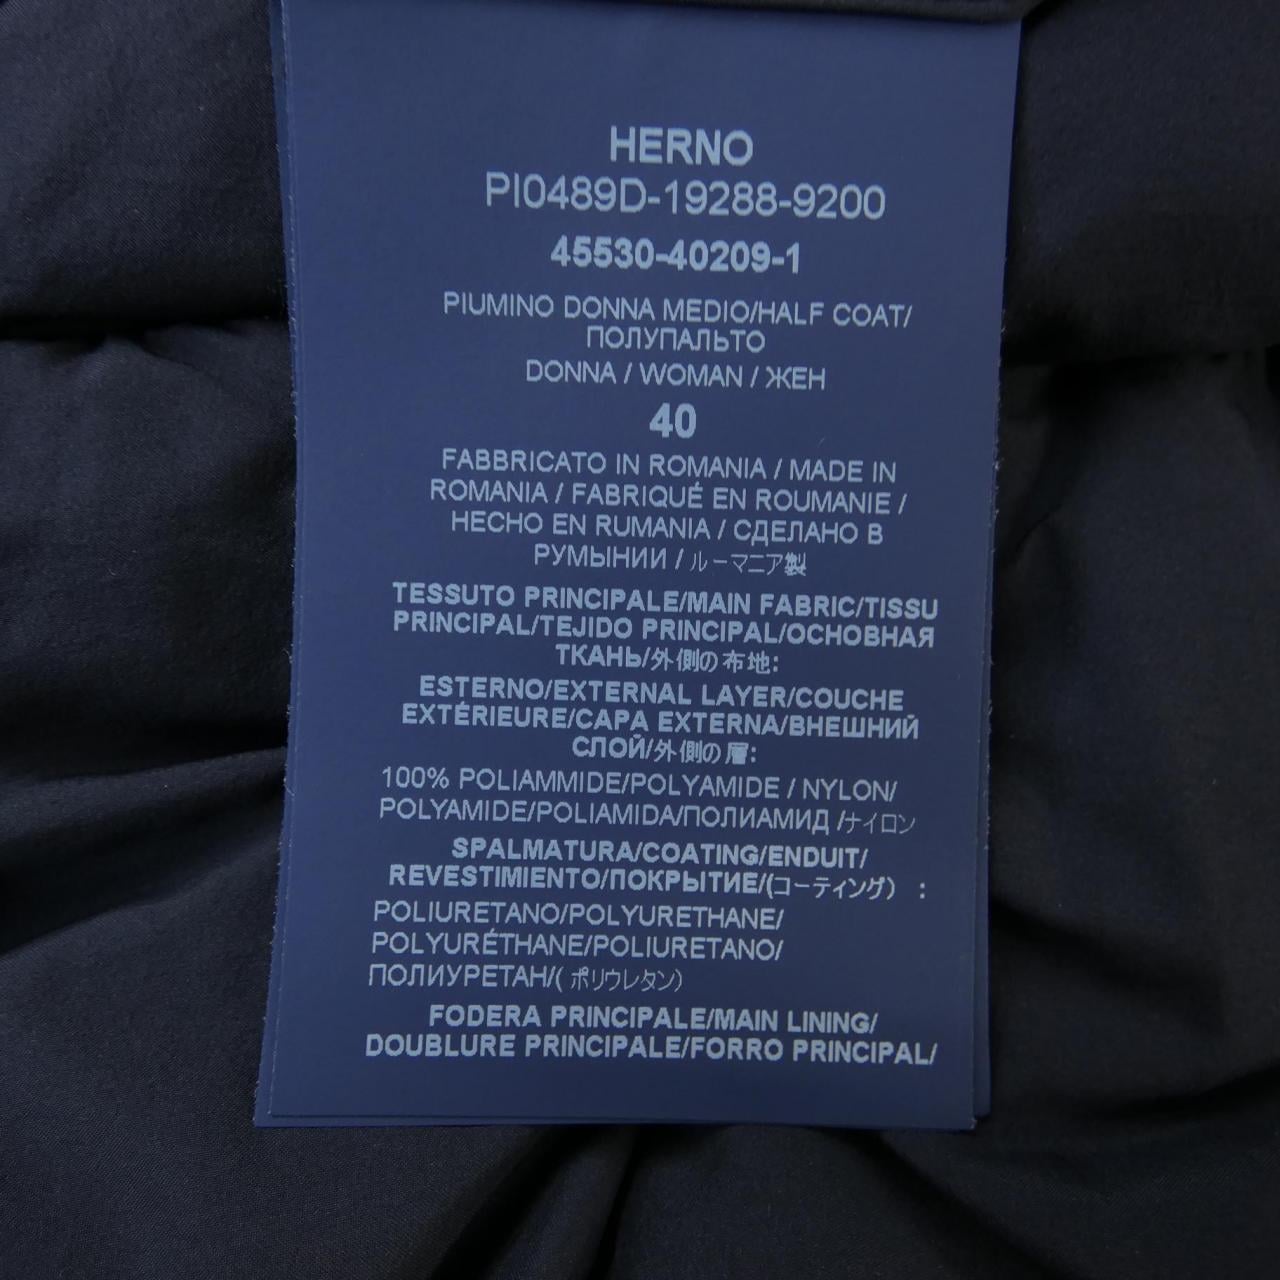 HERNO
PI0489D-19288-9200
45530-40209-1
PIUMINO DONNA MEDIO/HALF COAT/
ПОЛУПАЛЬТО
DONNA / WOMAN / ЖЕН
40
FABBRICATO IN ROMANIA / MADE IN
ROMANIA / FABRIQUÉ EN ROUMANIE /
HECHO EN RUMANIA / СДЕЛАНО В
РУМЫНИИ / ルーマニア製
TESSUTO PRINCIPALE/MAIN FABRIC/TISSU
PRINCIPAL/TEJIDO PRINCIPAL/ОСНОВНАЯ
ТКАНЬ/外側の布地:
ESTERNO/EXTERNAL LAYER/COUCHE
EXTÉRIEURE/CAPA EXTERNA/ВНЕШНИЙ
СЛОЙ/外側の層:
100% POLIAMMIDE/POLYAMIDE / NYLON/
POLYAMIDE/POLIAMIDA/ПОЛИАМИД /ナイロン
SPALMATURA/COATING/ENDUIT/
REVESTIMIENTO/ПОКРЫТИЕ/(コーティング) :
POLIURETANO/POLYURETHANE/
POLYURÉTHANE/POLIURETANO/
ПОЛИУРЕТАН/( ポリウレタン)
FODERA PRINCIPALE/MAIN LINING/
DOUBLURE PRINCIPALE/FORRO PRINCIPAL/